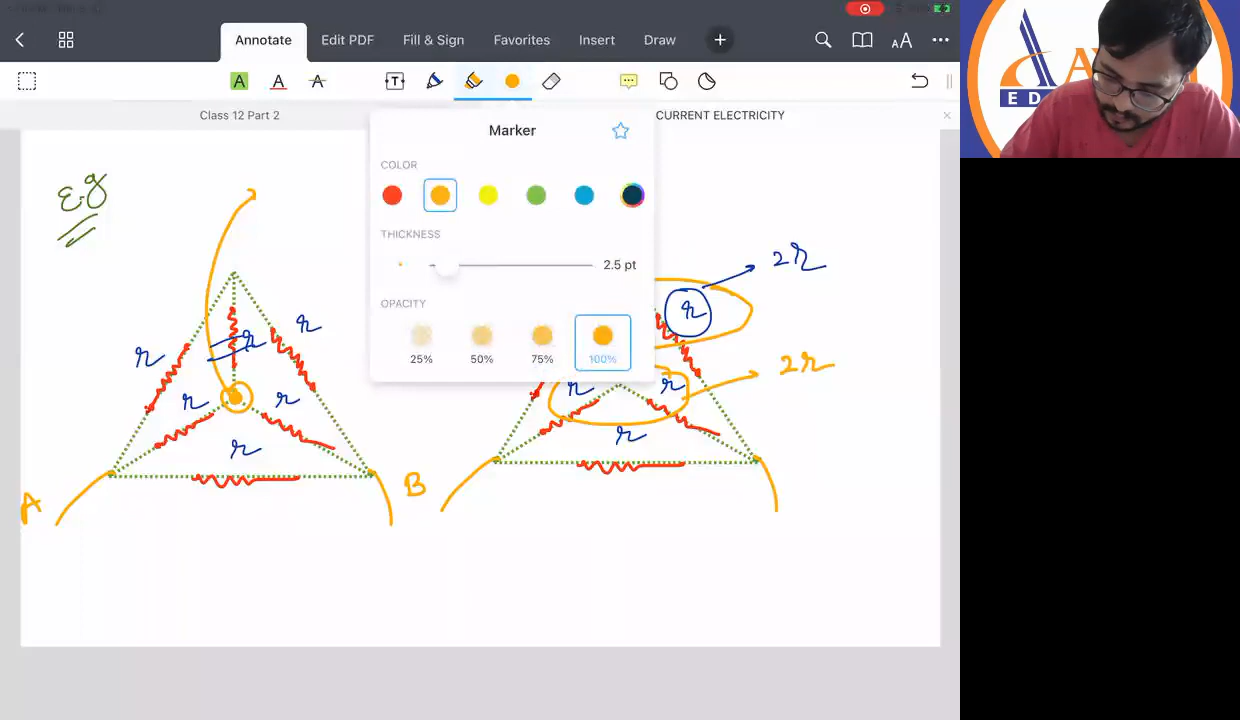 Annotate Edit PDF Fill & Sign Favorites Insert Draw
Class 12 Part 2
CURRENT ELECTRICITY
Marker
COLOR
THICKNESS
2.5 pt
OPACITY
25% 50% 75% 100%
E.g
r
r
r
r
r
r
A
B
r
2r
r
r
2r
r
A
ED